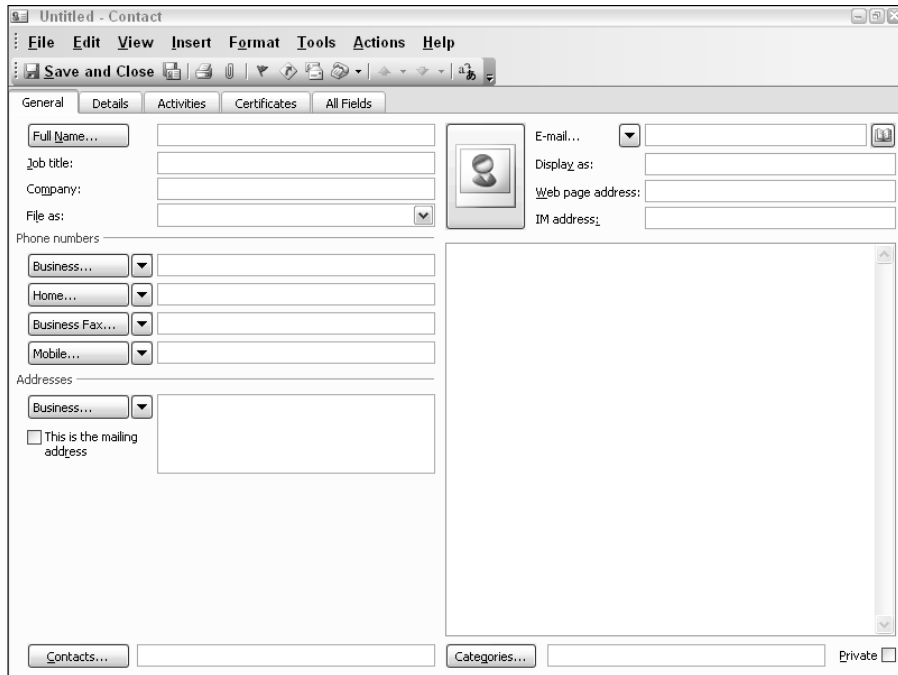 Untitled - Contact
File Edit View Insert Format Tools Actions Help
Save and Close
General Details Activities Certificates All Fields
Full Name... E-mail...
Job title: Display as:
Company: Web page address:
File as: IM address:
Phone numbers
Business...
Home...
Business Fax...
Mobile...
Addresses
Business...
This is the mailing
address
Contacts... Categories... Private